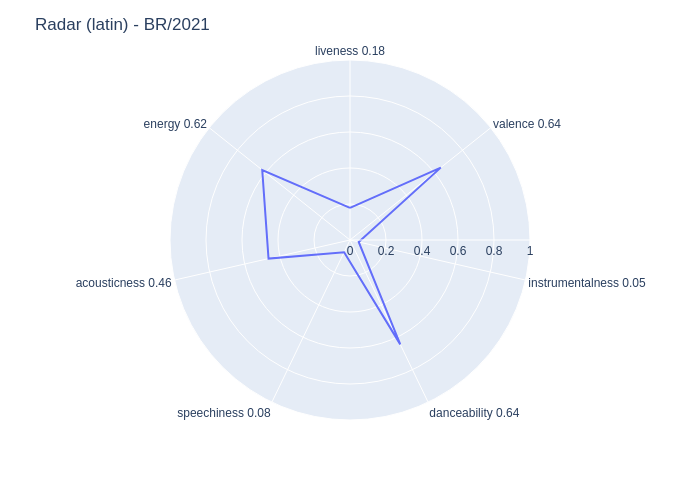 Radar (latin) - BR/2021
liveness 0.18
energy 0.62
valence 0.64
0 0.2 0.4 0.6 0.8 1
acousticness 0.46
instrumentalness 0.05
speechiness 0.08
danceability 0.64